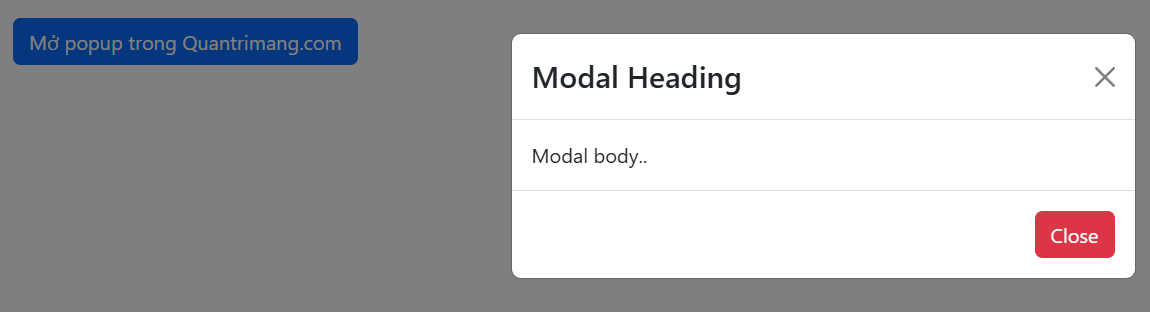 Mở popup trong Quantrimang.com
Modal Heading
Modal body..
Close